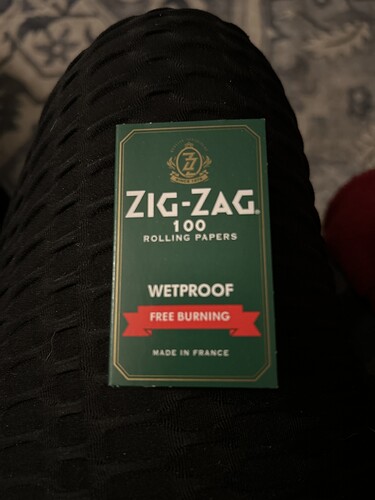 ZIG-ZAG®
100
ROLLING PAPERS
WETPROOF
FREE BURNING
MADE IN FRANCE